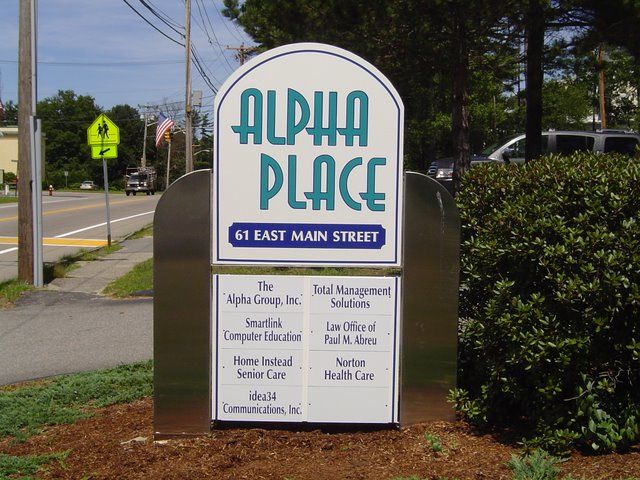 ALPHA
PLACE
61 EAST MAIN STREET
The
Alpha Group, Inc.
Smartlink
Computer Education
Home Instead
Senior Care
idea34
Communications, Inc.
Total Management
Solutions
Law Office of
Paul M. Abreu
Norton
Health Care